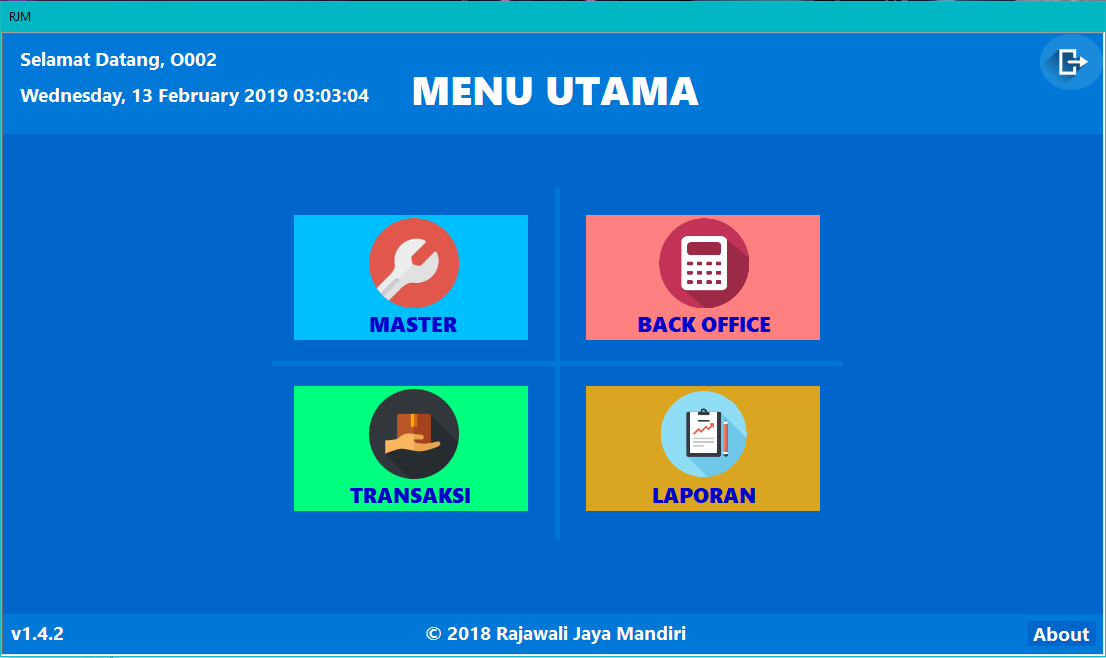 RJM
Selamat Datang, O002
Wednesday, 13 February 2019 03:03:04
MENU UTAMA
MASTER
BACK OFFICE
TRANSAKSI
LAPORAN
v1.4.2
© 2018 Rajawali Jaya Mandiri
About